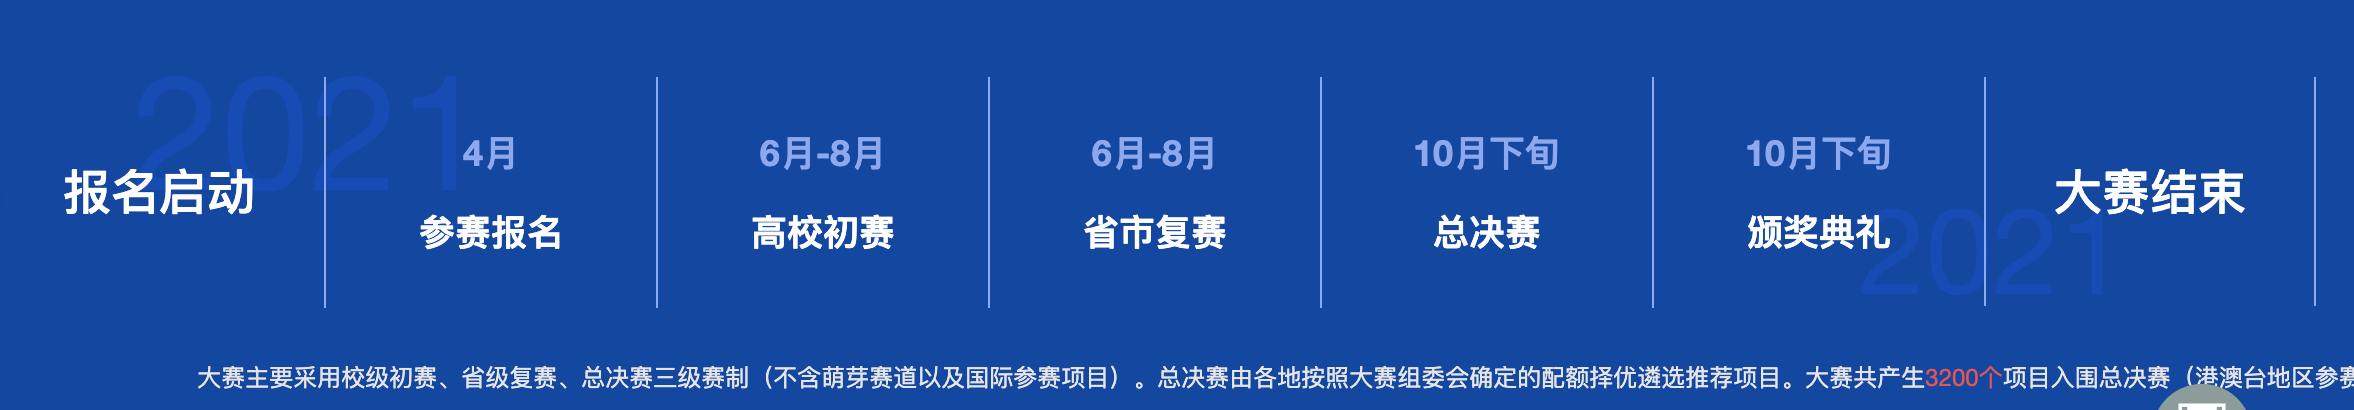 2021
报名启动
4月
参赛报名
6月-8月
高校初赛
6月-8月
省市复赛
10月下旬
总决赛
10月下旬
颁奖典礼
2021
大赛结束
大赛主要采用校级初赛、省级复赛、总决赛三级赛制（不含萌芽赛道以及国际参赛项目）。总决赛由各地按照大赛组委会确定的配额择优遴选推荐项目。大赛共产生3200个项目入围总决赛（港澳台地区参赛